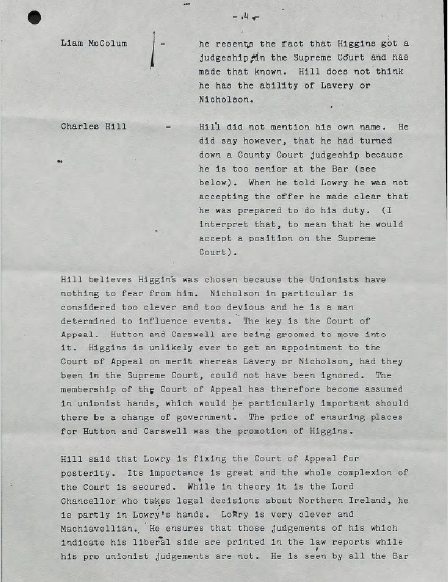 - 4 -
Liam McColum - he resents the fact that Higgins got a
judgeship in the Supreme Court and has
made that known. Hill does not think
he has the ability of Lavery or
Nicholson.
Charles Hill - Hill did not mention his own name. He
did say however, that he had turned
down a County Court judgeship because
he is too senior at the Bar (see
below). When he told Lowry he was not
accepting the offer he made clear that
he was prepared to do his duty. (I
interpret that, to mean that he would
accept a position on the Supreme
Court).
Hill believes Higgins was chosen because the Unionists have
nothing to fear from him. Nicholson in particular is
considered too clever and too devious and he is a man
determined to influence events. The key is the Court of
Appeal. Hutton and Carswell are being groomed to move into
it. Higgins is unlikely ever to get an appointment to the
Court of Appeal on merit whereas Lavery or Nicholson, had they
been in the Supreme Court, could not have been ignored. The
membership of the Court of Appeal has therefore become assumed
in unionist hands, which would be particularly important should
there be a change of government. The price of ensuring places
for Hutton and Carswell was the promotion of Higgins.
Hill said that Lowry is fixing the Court of Appeal for
posterity. Its importance is great and the whole complexion of
the Court is secured. While in theory it is the Lord
Chancellor who takes legal decisions about Northern Ireland, he
is partly in Lowry's hands. Lowry is very clever and
Machiavellian. He ensures that those judgements of his which
indicate his liberal side are printed in the law reports while
his pro unionist judgements are not. He is seen by all the Bar